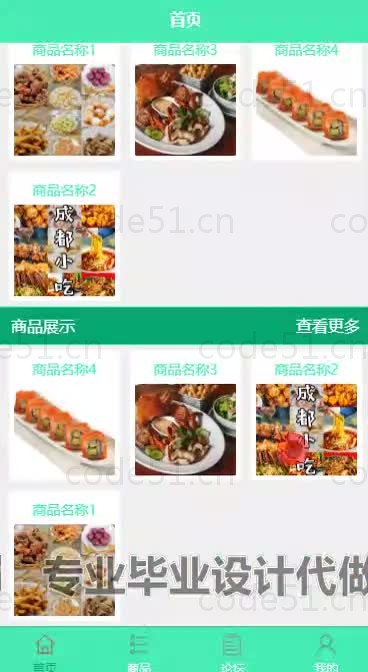 首页
商品名称1 商品名称3 商品名称4
code51.cn
商品名称2
成都小吃
code51.cn
商品展示 查看更多
code51.cn code51.cn
商品名称4 商品名称3 商品名称2
成都小吃
code51.cn
商品名称1
专业毕业设计代做
code51.cn
首页 商品 论坛 我的